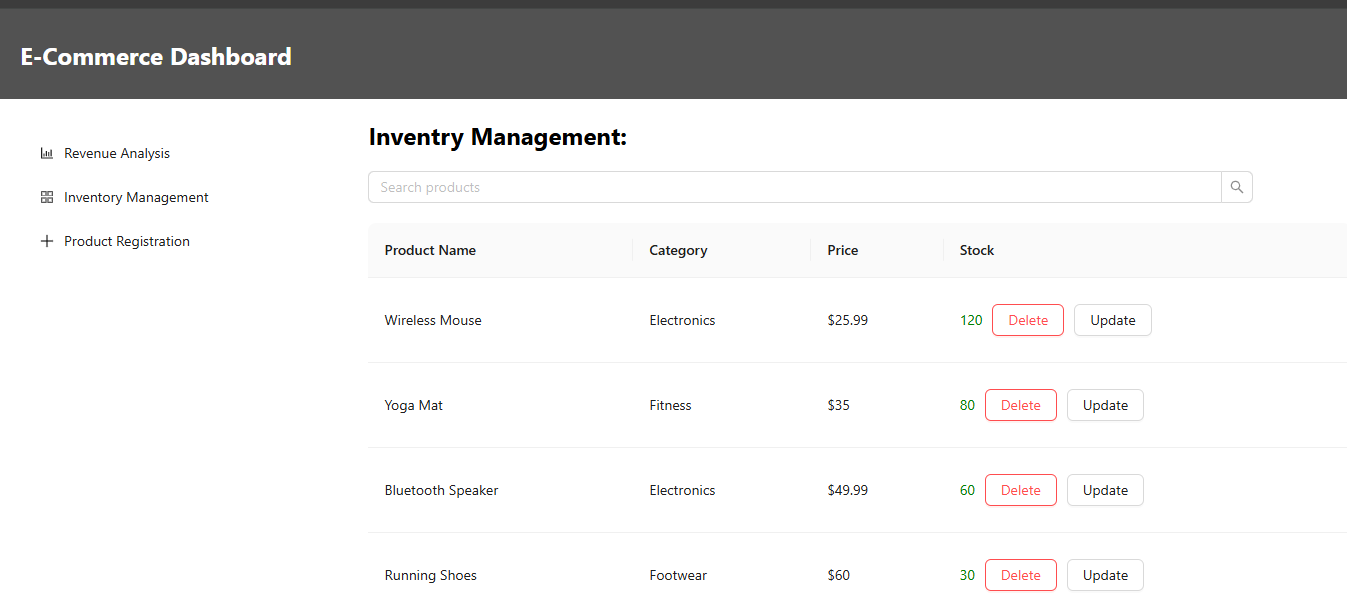 E-Commerce Dashboard
Revenue Analysis
Inventory Management
Product Registration
Inventry Management:
Search products
Product Name Category Price Stock
Wireless Mouse Electronics $25.99 120 Delete Update
Yoga Mat Fitness $35 80 Delete Update
Bluetooth Speaker Electronics $49.99 60 Delete Update
Running Shoes Footwear $60 30 Delete Update